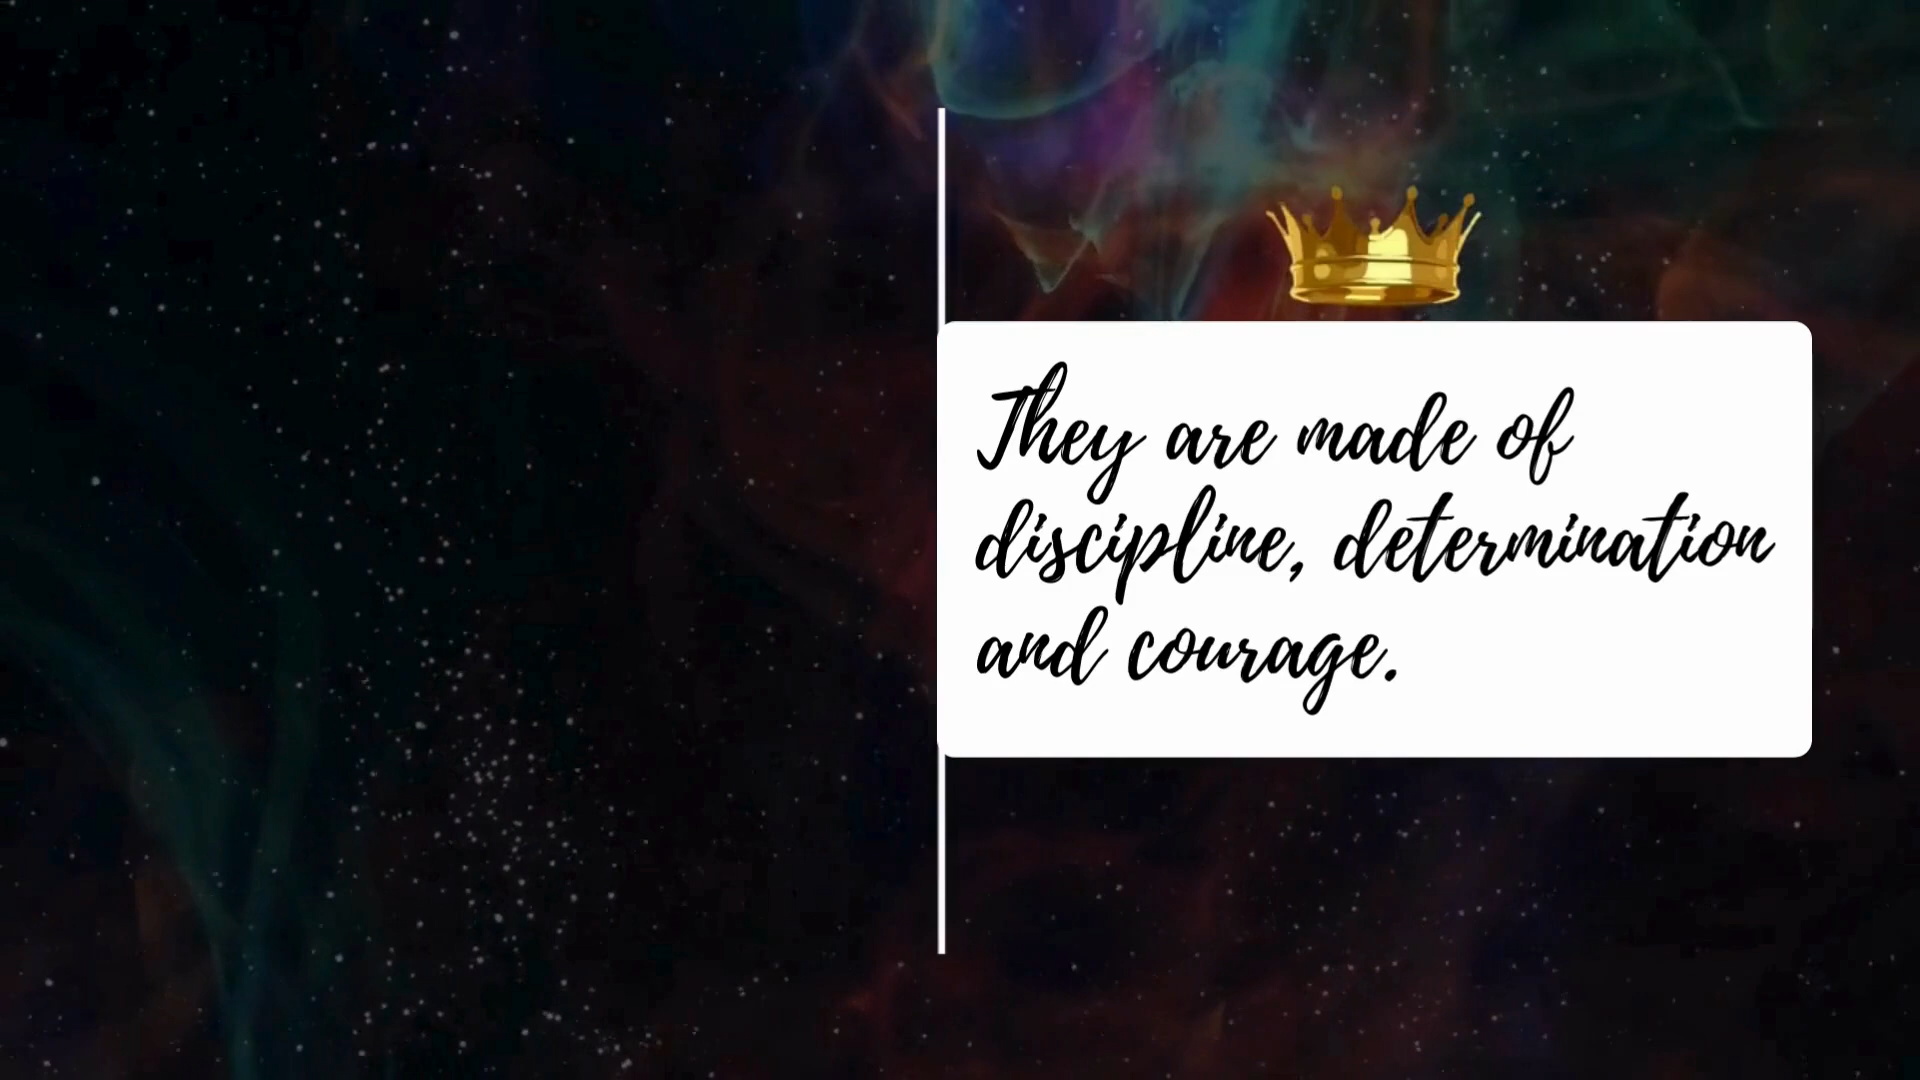 They are made of
discipline, determination
and courage.